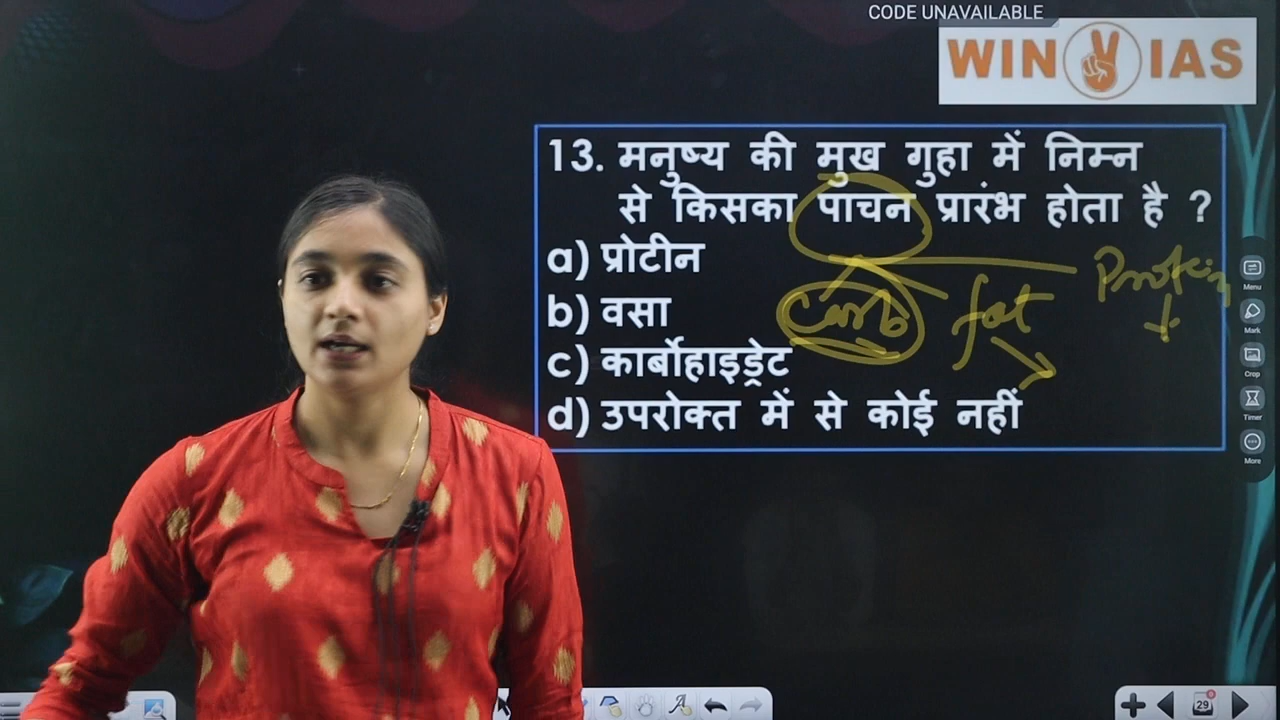 CODE UNAVAILABLE
WIN IAS
13. मनुष्य की मुख गुहा में निम्न
से किसका पाचन प्रारंभ होता है ?
a) प्रोटीन
b) वसा
c) कार्बोहाइड्रेट
d) उपरोक्त में से कोई नहीं
Carb fat Protein
Menu
Mark
Crop
Timer
More
29